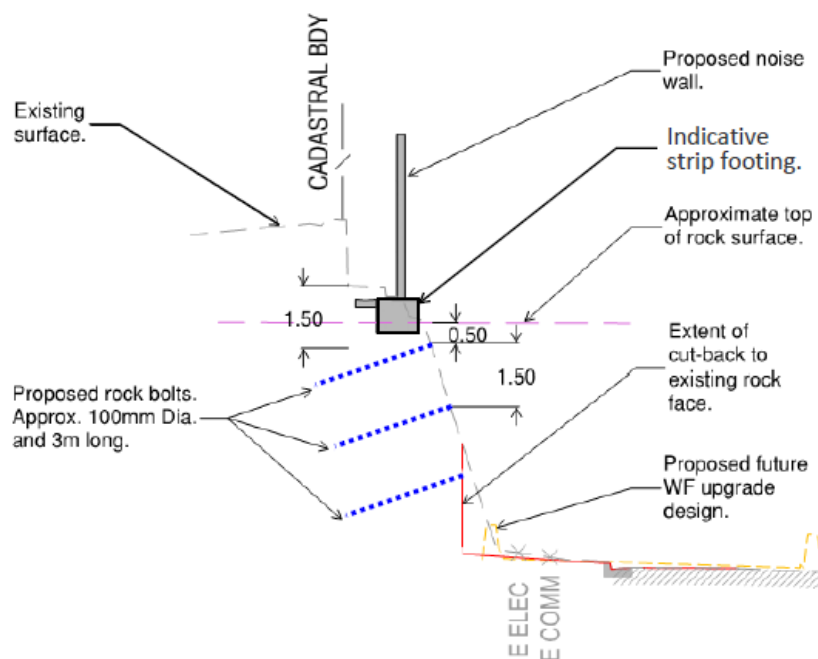 Existing
surface.
CADASTRAL BDY
Proposed noise
wall.
Indicative
strip footing.
Approximate top
of rock surface.
1.50
0.50
1.50
Extent of
cut-back to
existing rock
face.
Proposed rock bolts.
Approx. 100mm Dia.
and 3m long.
Proposed future
WF upgrade
design.
E ELEC
E COMM